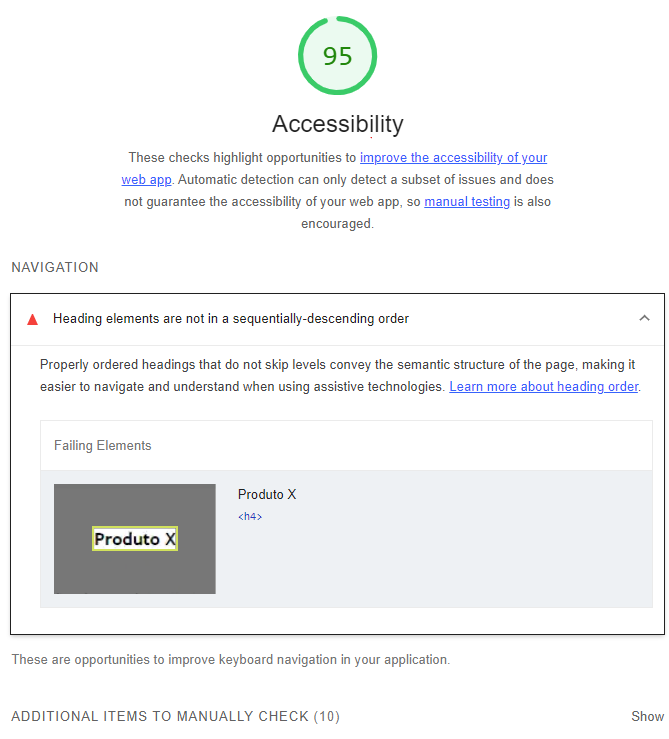 95
Accessibility
These checks highlight opportunities to improve the accessibility of your
web app. Automatic detection can only detect a subset of issues and does
not guarantee the accessibility of your web app, so manual testing is also
encouraged.
NAVIGATION
Heading elements are not in a sequentially-descending order
Properly ordered headings that do not skip levels convey the semantic structure of the page, making it
easier to navigate and understand when using assistive technologies. Learn more about heading order.
Failing Elements
Produto X
Produto X
<h4>
These are opportunities to improve keyboard navigation in your application.
ADDITIONAL ITEMS TO MANUALLY CHECK (10)
Show